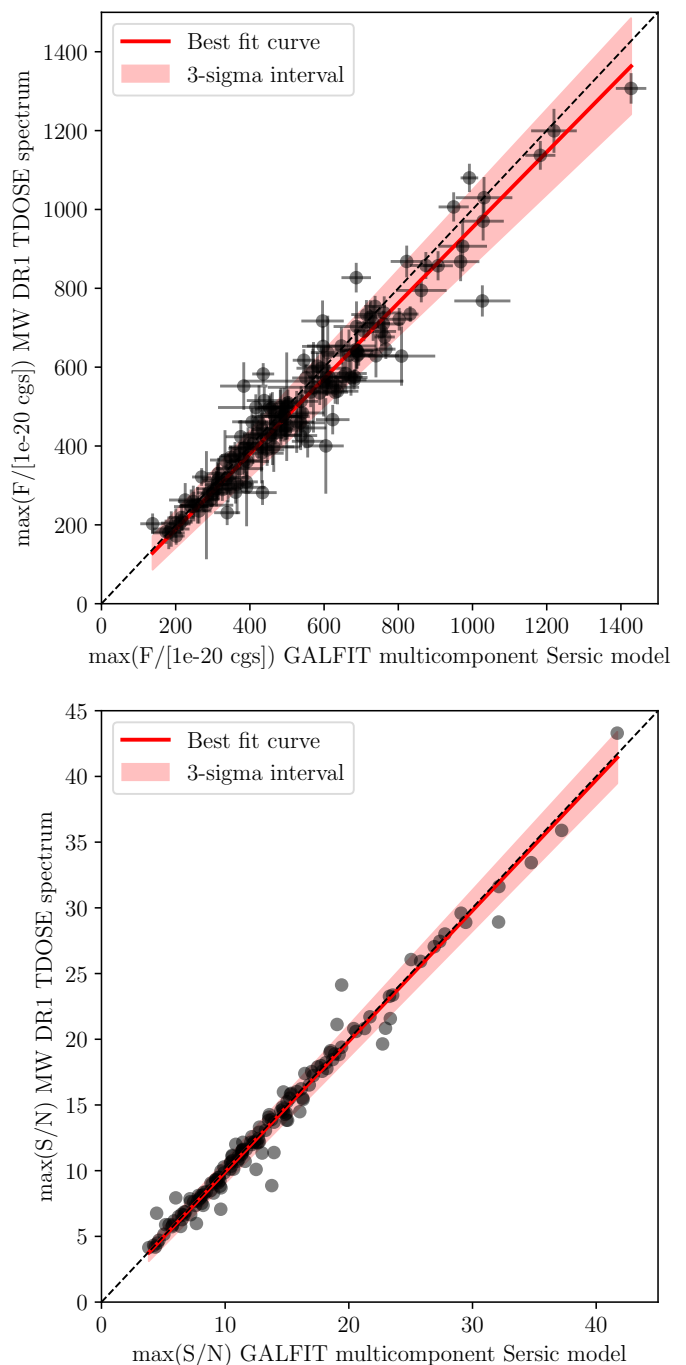 1400
1200
1000
800
600
400
200
0
max(F/[1e-20 cgs]) MW DR1 TDOSE spectrum
Best fit curve
3-sigma interval
0 200 400 600 800 1000 1200 1400
max(F/[1e-20 cgs]) GALFIT multicomponent Sersic model
45
40
35
30
25
20
15
10
5
0
max(S/N) MW DR1 TDOSE spectrum
Best fit curve
3-sigma interval
0 10 20 30 40
max(S/N) GALFIT multicomponent Sersic model